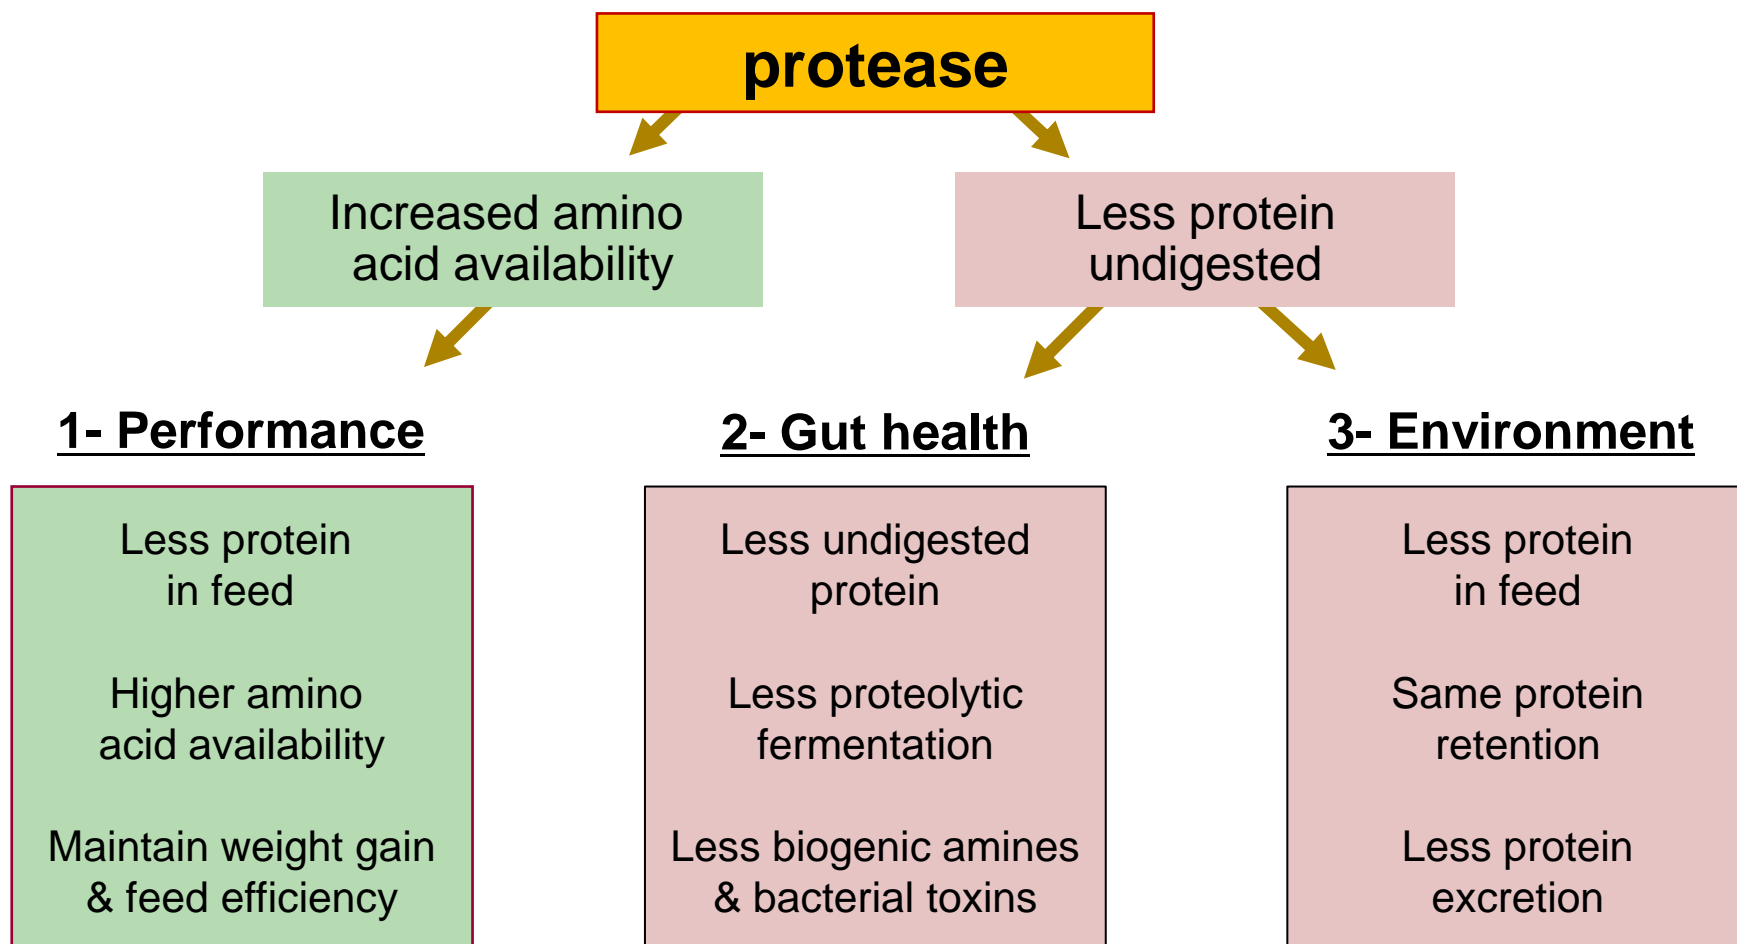 protease
Increased amino
acid availability
Less protein
undigested
1- Performance
2- Gut health
3- Environment
Less protein
in feed
Higher amino
acid availability
Maintain weight gain
& feed efficiency
Less undigested
protein
Less proteolytic
fermentation
Less biogenic amines
& bacterial toxins
Less protein
in feed
Same protein
retention
Less protein
excretion